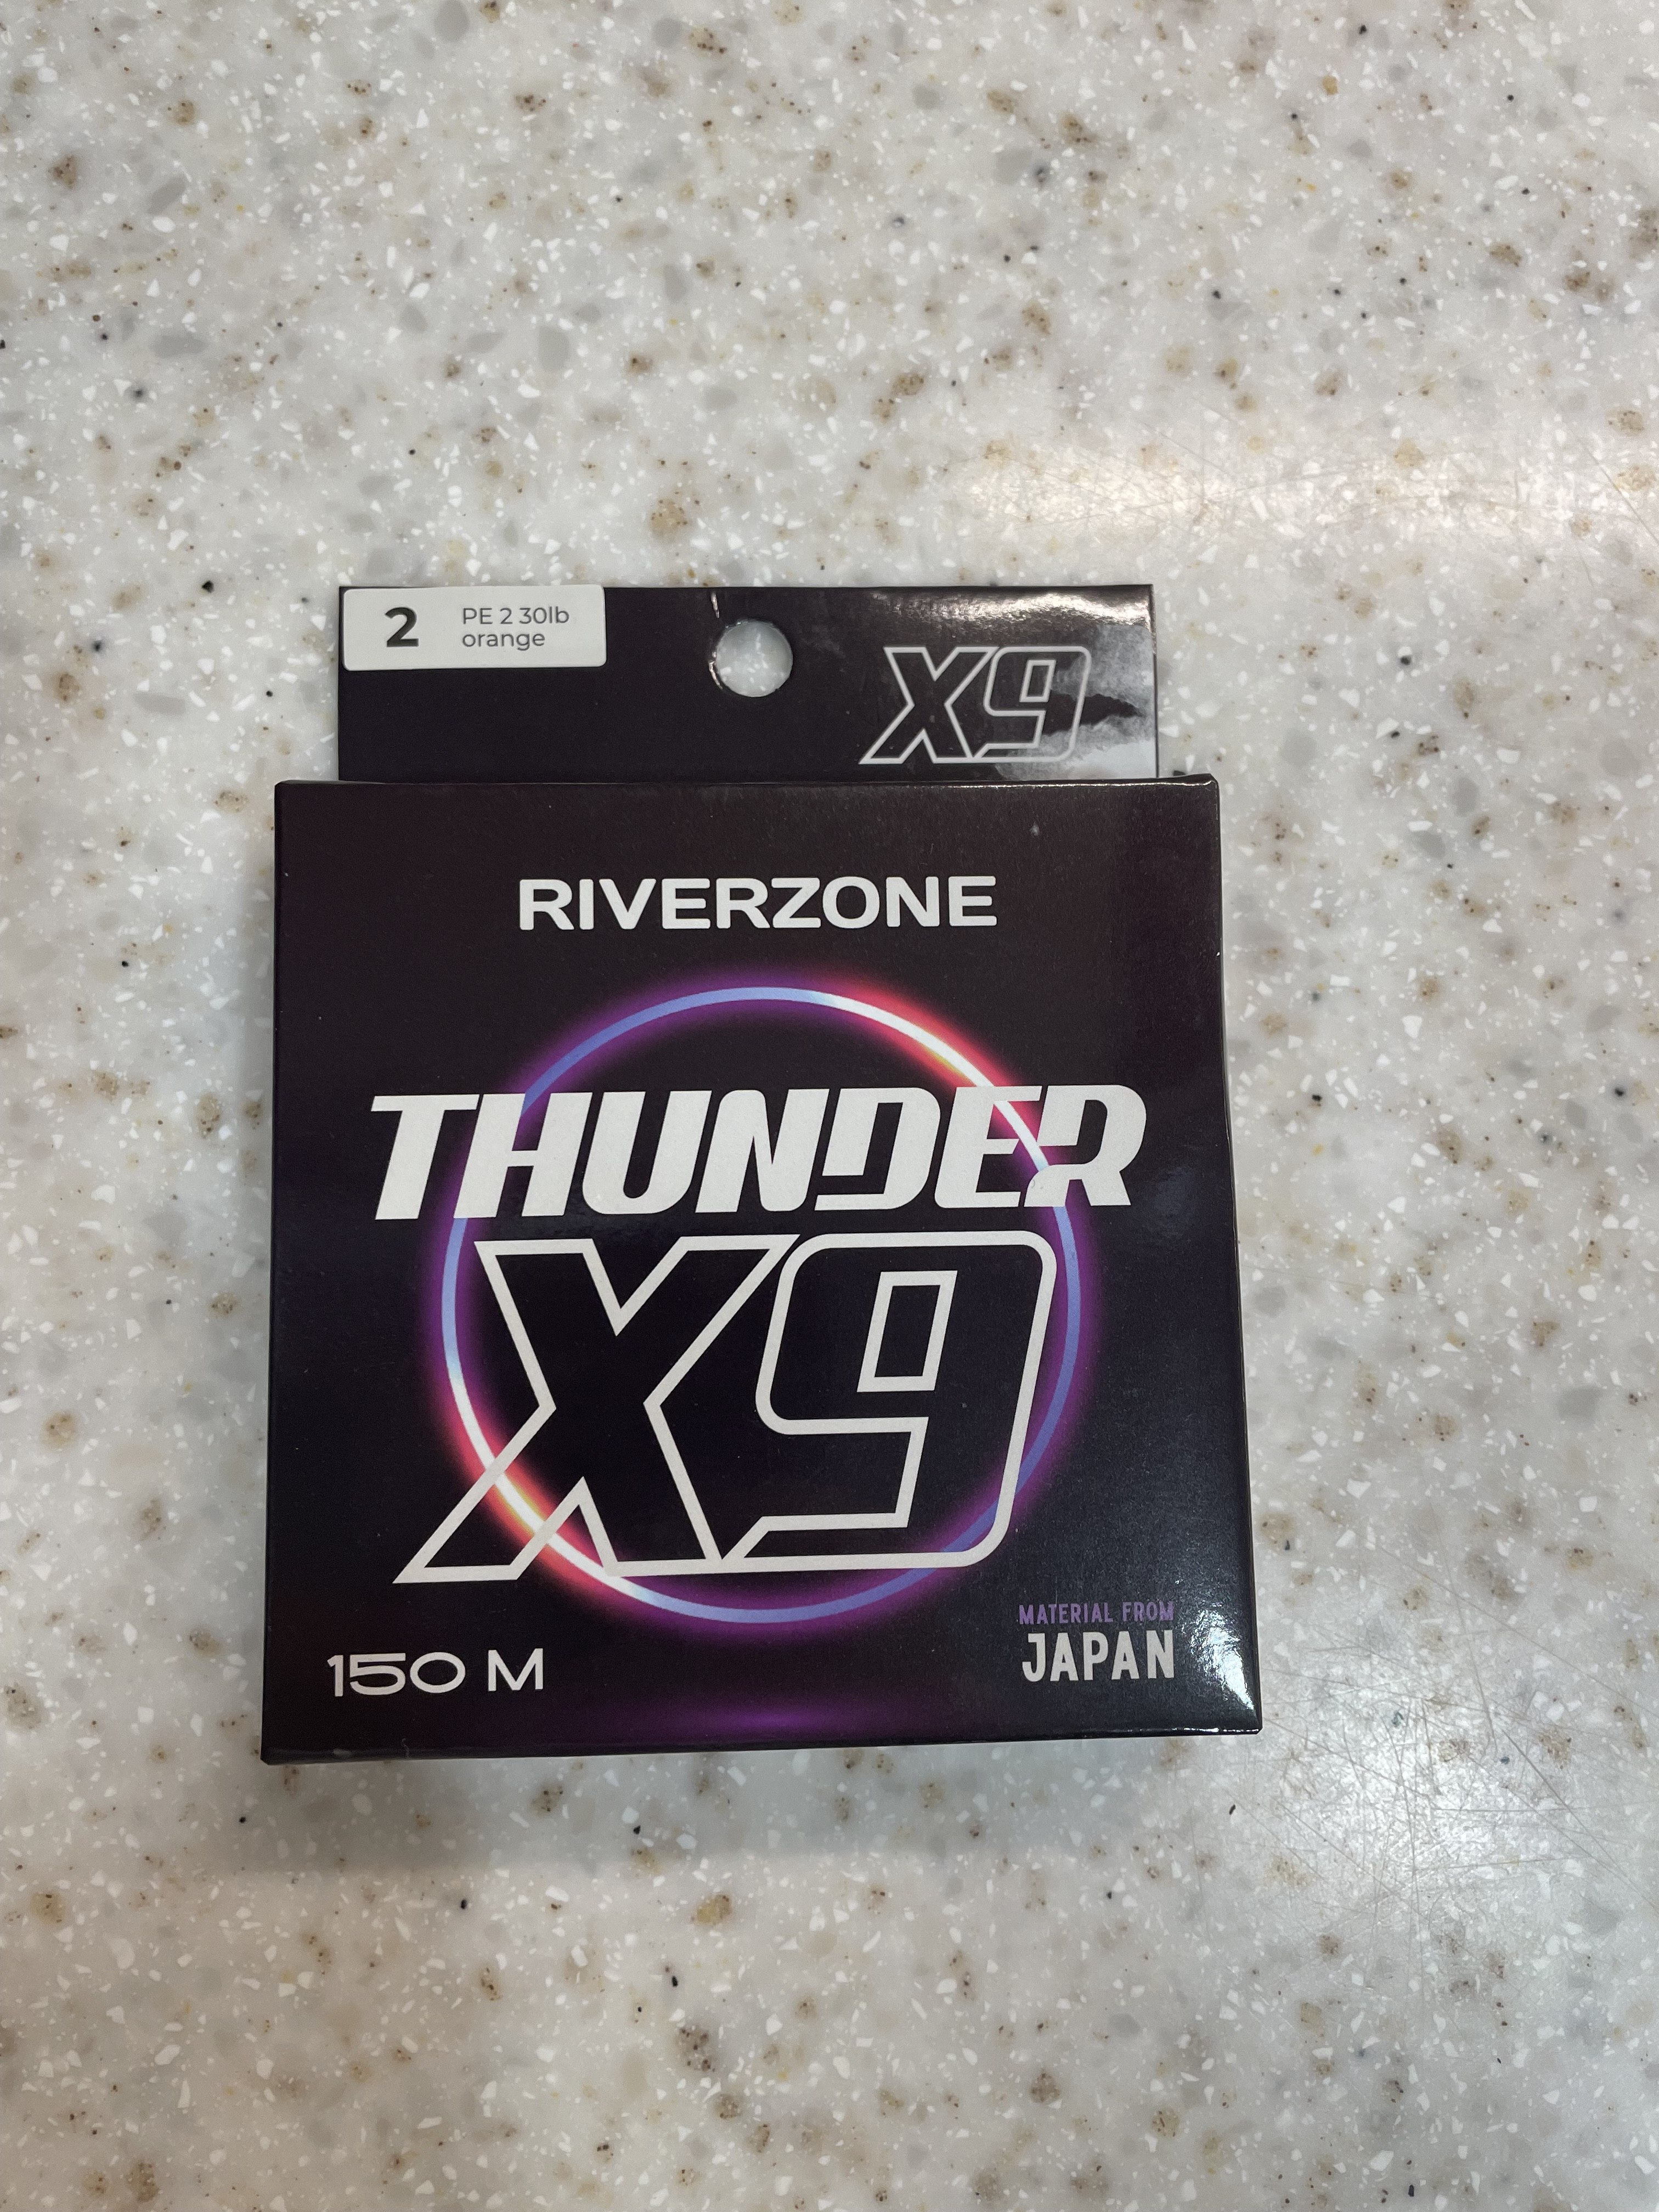 2 PE 2 30lb
orange
X9
RIVERZONE
THUNDER
X9
150 M
MATERIAL FROM
JAPAN